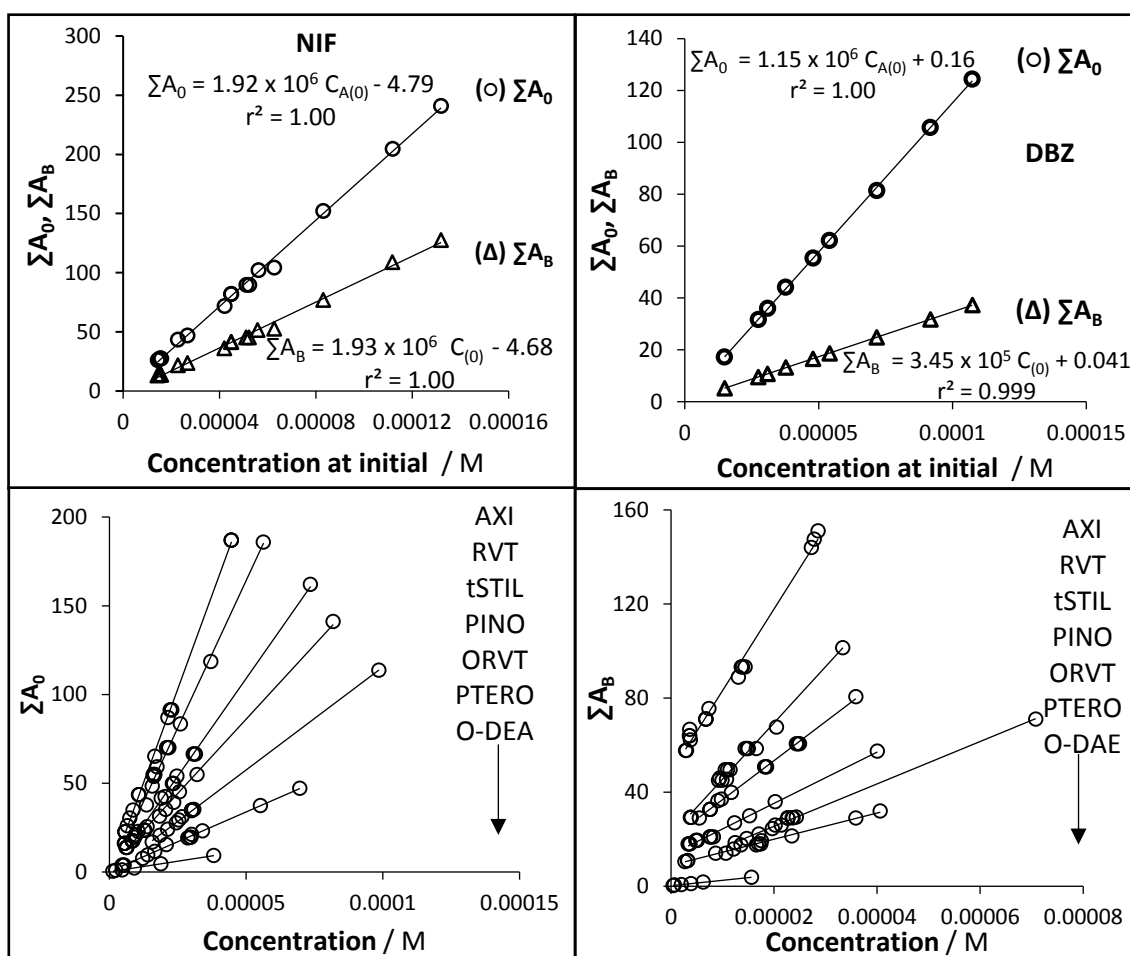 NIF
∑A₀ = 1.92 x 10⁶ C_A(0) - 4.79
r² = 1.00
(○) ∑A₀
(Δ) ∑A_B
∑A_B = 1.93 x 10⁶ C_(0) - 4.68
r² = 1.00
∑A₀, ∑A_B
300
250
200
150
100
50
0
0
0.00004
0.00008
0.00012
0.00016
Concentration at initial / M
∑A₀ = 1.15 x 10⁶ C_A(0) + 0.16
r² = 1.00
(○) ∑A₀
DBZ
(Δ) ∑A_B
∑A_B = 3.45 x 10⁵ C_(0) + 0.041
r² = 0.999
∑A₀, ∑A_B
140
120
100
80
60
40
20
0
0
0.00005
0.0001
0.00015
Concentration at initial / M
AXI
RVT
tSTIL
PINO
ORVT
PTERO
O-DEA
∑A₀
200
150
100
50
0
0
0.00005
0.0001
0.00015
Concentration / M
AXI
RVT
tSTIL
PINO
ORVT
PTERO
O-DAE
∑A_B
160
120
80
40
0
0
0.00002
0.00004
0.00006
0.00008
Concentration / M